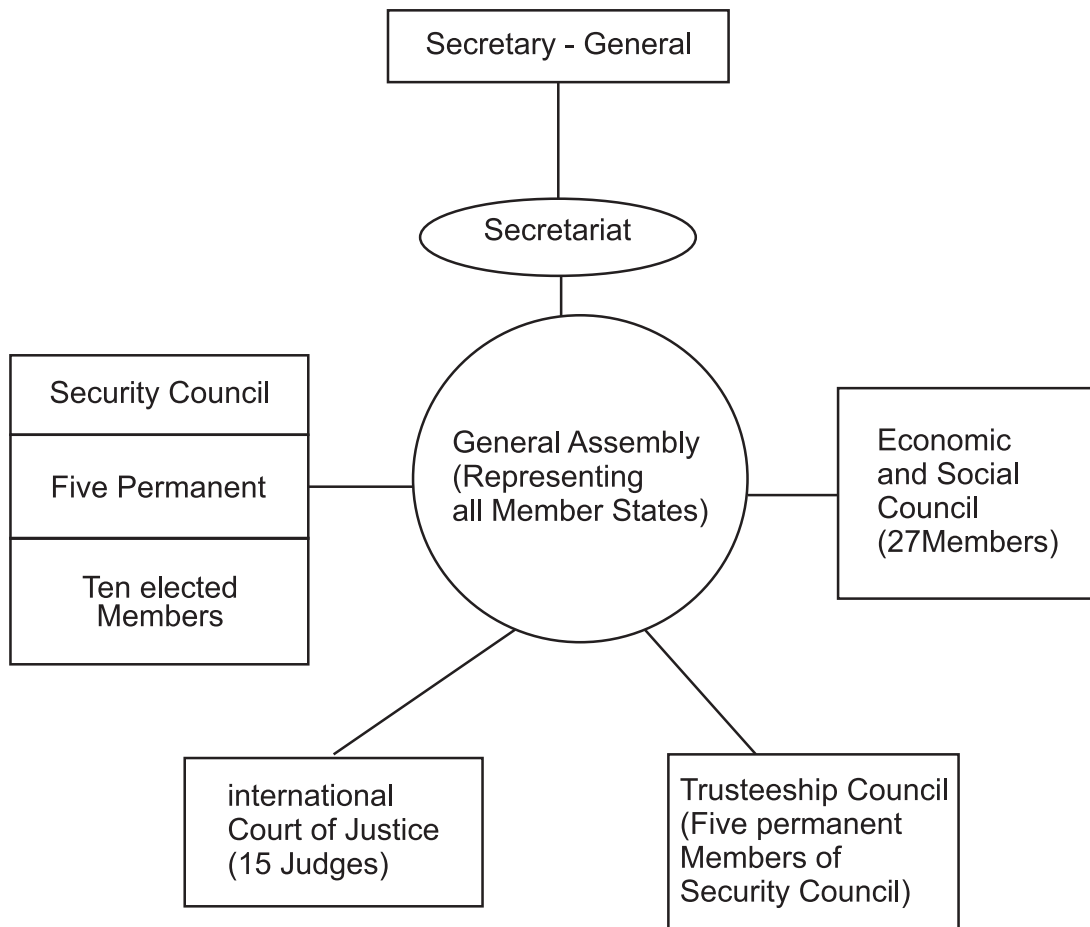 Secretary - General
Secretariat
Security Council
Five Permanent
Ten elected
Members
General Assembly
(Representing
all Member States)
Economic
and Social
Council
(27Members)
international
Court of Justice
(15 Judges)
Trusteeship Council
(Five permanent
Members of
Security Council)